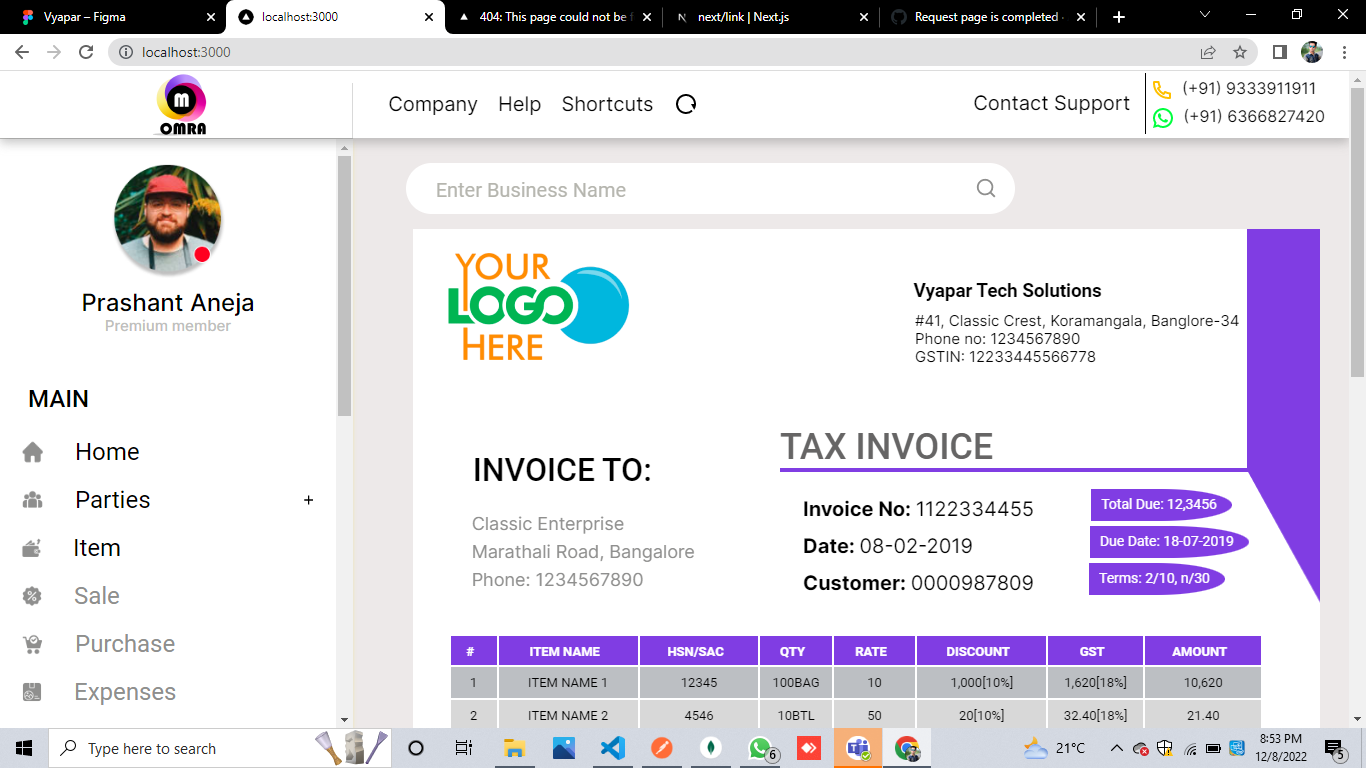 Vyapar – Figma
localhost:3000
404: This page could not be f
next/link | Next.js
Request page is completed
localhost:3000
m
OMRA
Company
Help
Shortcuts
Contact Support
(+91) 9333911911
(+91) 6366827420
Prashant Aneja
Premium member
MAIN
Home
Parties
+
Item
Sale
Purchase
Expenses
Enter Business Name
YOUR
LOGO
HERE
Vyapar Tech Solutions
#41, Classic Crest, Koramangala, Banglore-34
Phone no: 1234567890
GSTIN: 12233445566778
TAX INVOICE
INVOICE TO:
Classic Enterprise
Marathali Road, Bangalore
Phone: 1234567890
Invoice No: 1122334455
Date: 08-02-2019
Customer: 0000987809
Total Due: 12,3456
Due Date: 18-07-2019
Terms: 2/10, n/30
# ITEM NAME HSN/SAC QTY RATE DISCOUNT GST AMOUNT
1 ITEM NAME 1 12345 100BAG 10 1,000[10%] 1,620[18%] 10,620
2 ITEM NAME 2 4546 10BTL 50 20[10%] 32.40[18%] 21.40
Type here to search
6
21°C
8:53 PM
12/8/2022
5